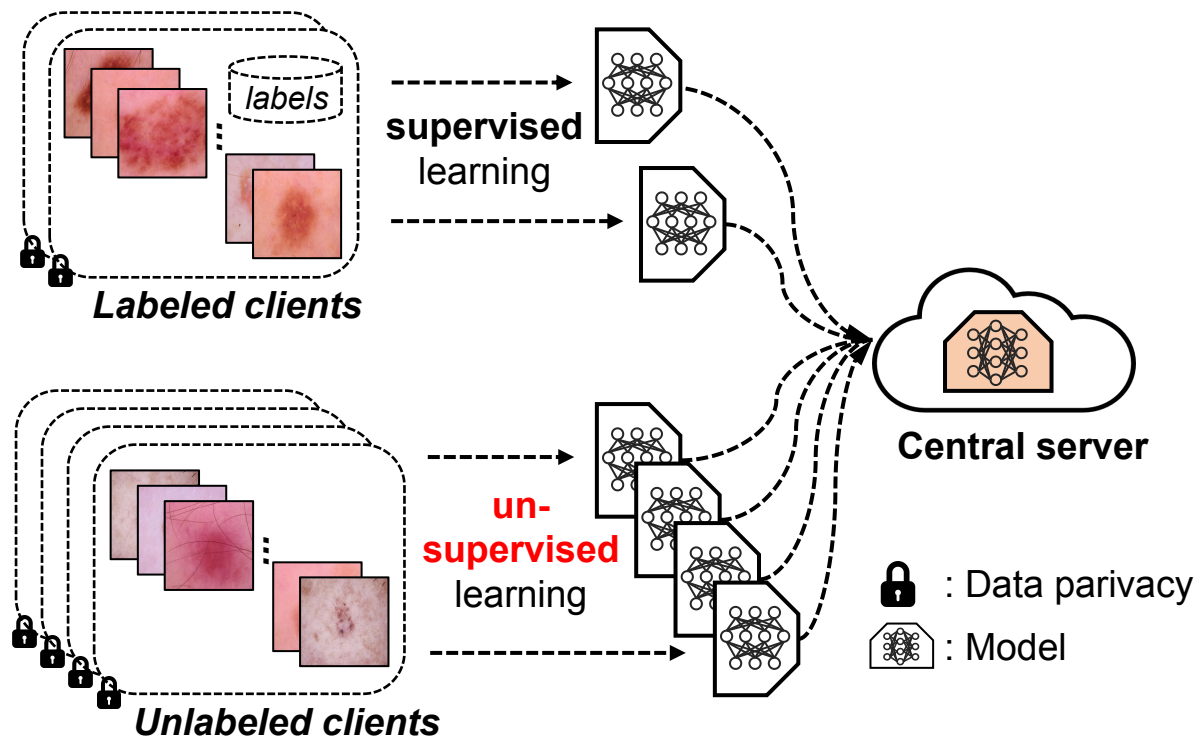 labels
supervised
learning
Labeled clients
Central server
un-
supervised
learning
Unlabeled clients
: Data parivacy
: Model